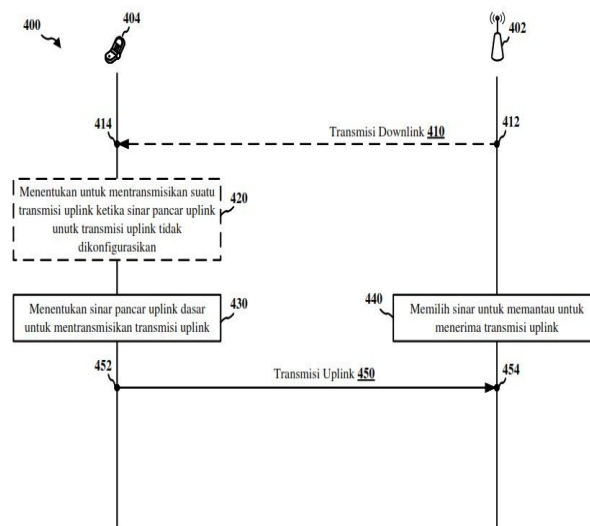 400
404
402
414
Transmisi Downlink 410
412
Menentukan untuk mentransmisikan suatu
transmisi uplink ketika sinar pancar uplink
unutk transmisi uplink tidak
dikonfigurasikan
420
Menentukan sinar pancar uplink dasar
untuk mentransmisikan transmisi uplink
430
440
Memilih sinar untuk memantau untuk
menerima transmisi uplink
452
Transmisi Uplink 450
454